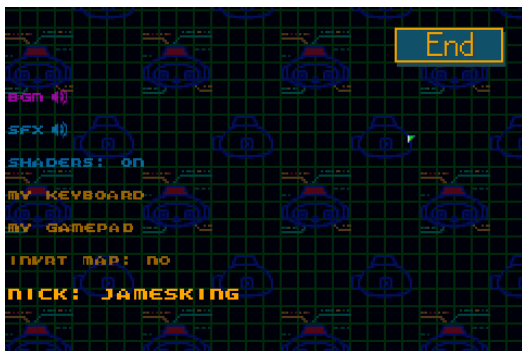 End
BGM
SFX
SHADERS: ON
MY KEYBOARD
MY GAMEPAD
INVRT MAP: NO
NICK: JAMESKING